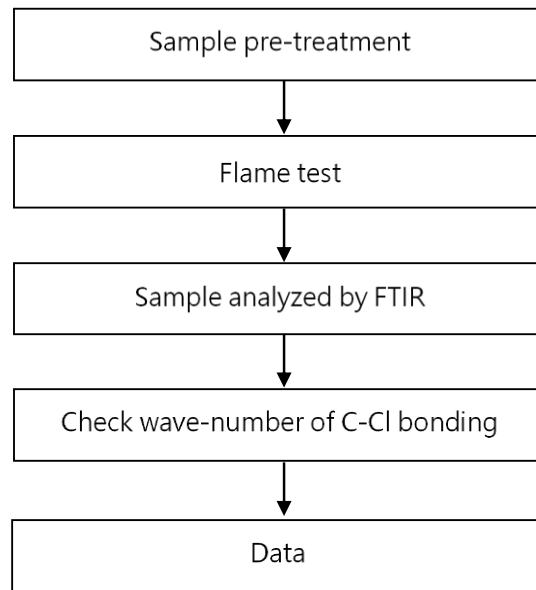 Sample pre-treatment
Flame test
Sample analyzed by FTIR
Check wave-number of C-Cl bonding
Data